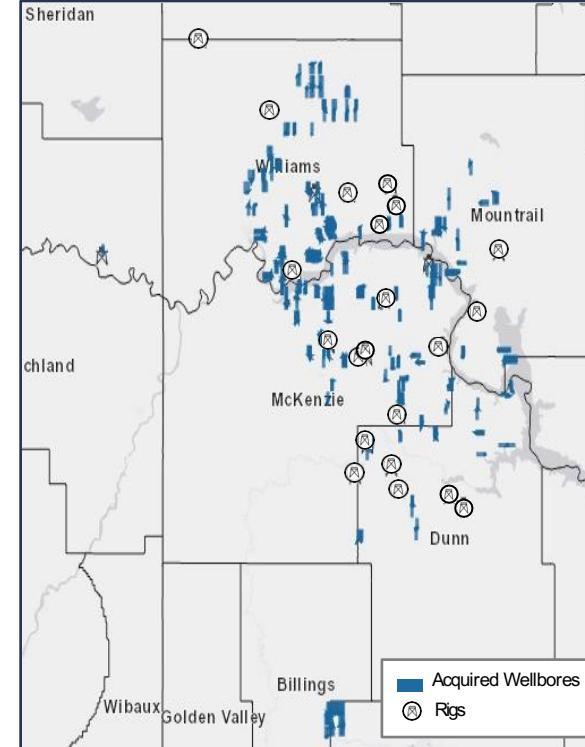 Sheridan
Williams
Mountrail
chland
McKenzie
Dunn
Billings
Wibaux
Golden Valley
Acquired Wellbores
Rigs